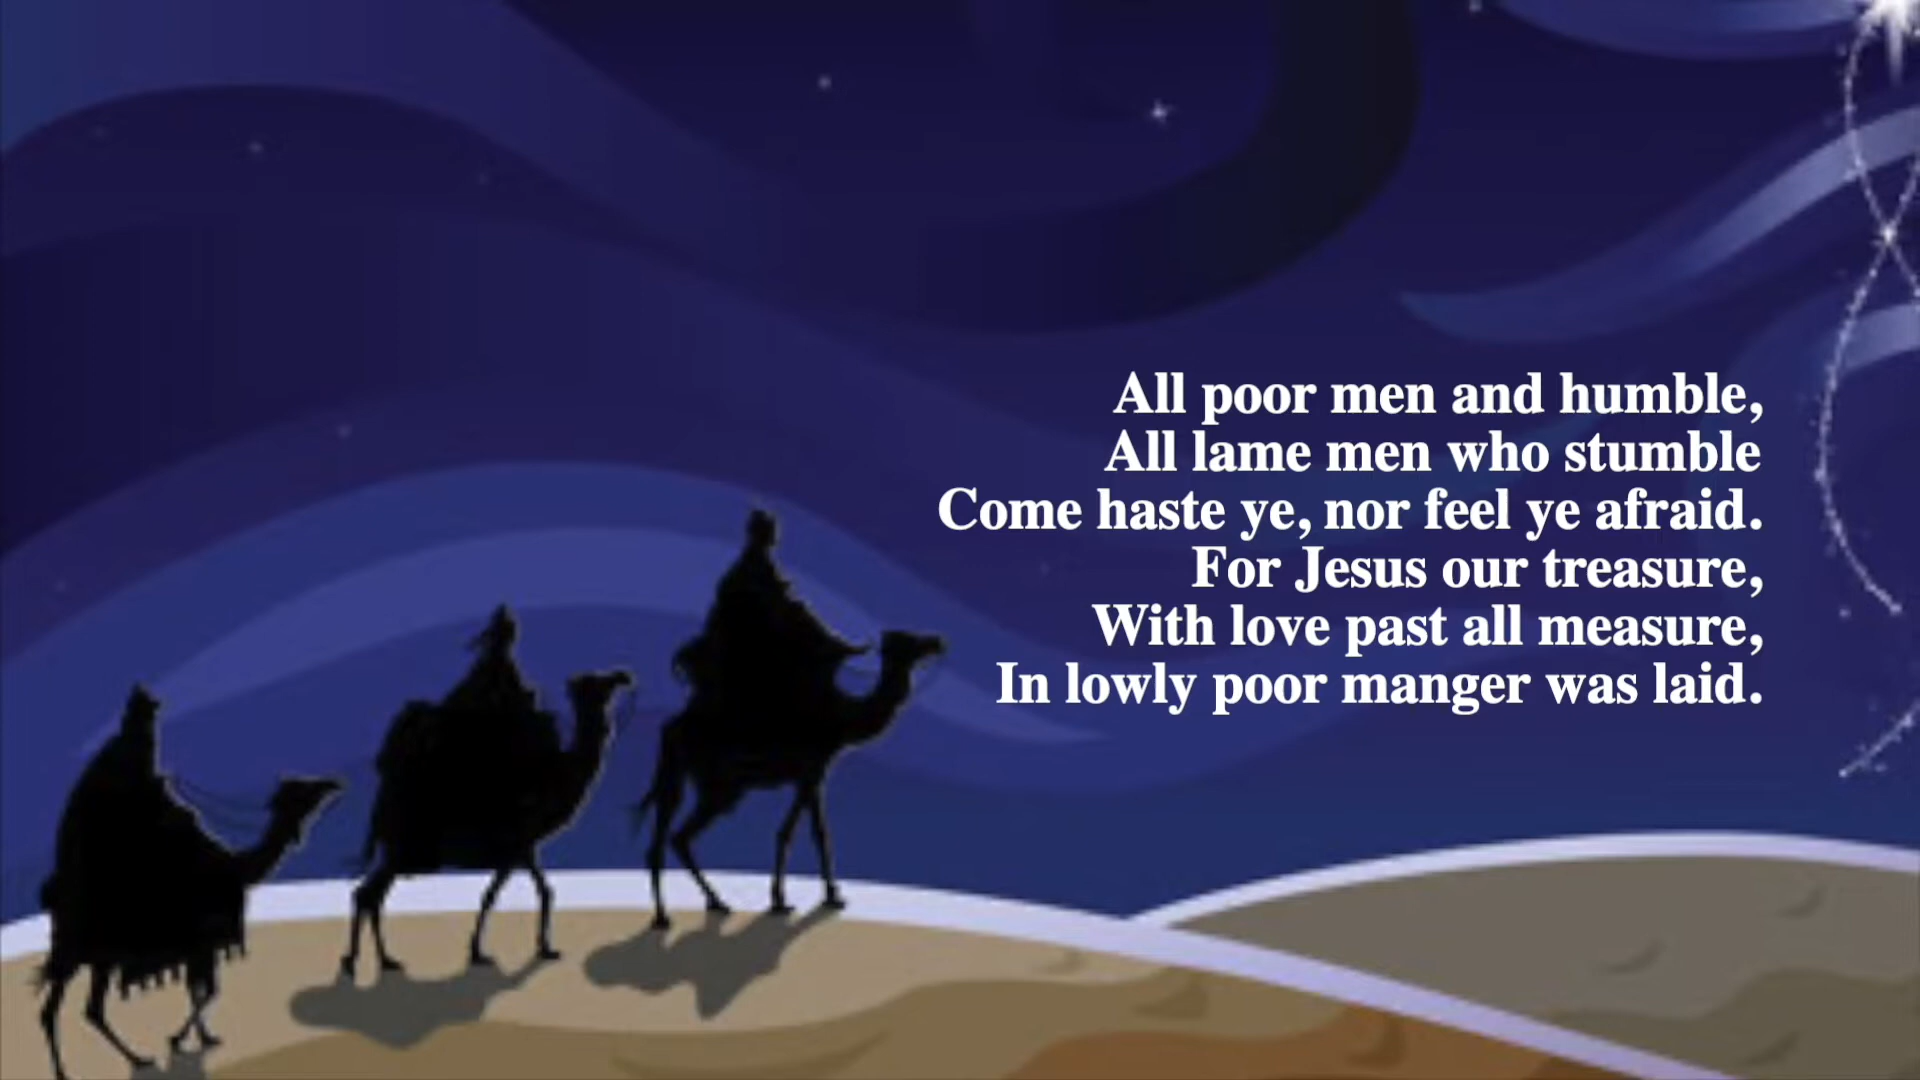 All poor men and humble,
All lame men who stumble
Come haste ye, nor feel ye afraid.
For Jesus our treasure,
With love past all measure,
In lowly poor manger was laid.